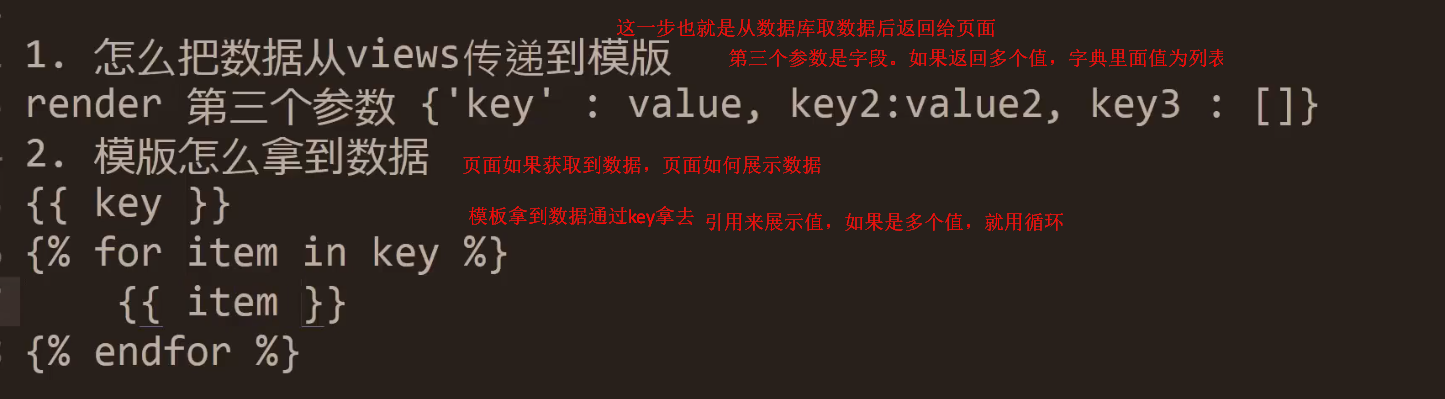 这一步也就是从数据库取数据后返回给页面
1. 怎么把数据从views传递到模版
第三个参数是字段。如果返回多个值，字典里面值为列表
render 第三个参数 {'key' : value, key2:value2, key3 : []}
2. 模版怎么拿到数据
页面如果获取到数据，页面如何展示数据
{{ key }}
模板拿到数据通过key拿去 引用来展示值，如果是多个值，就用循环
{% for item in key %}
{{ item }}
{% endfor %}